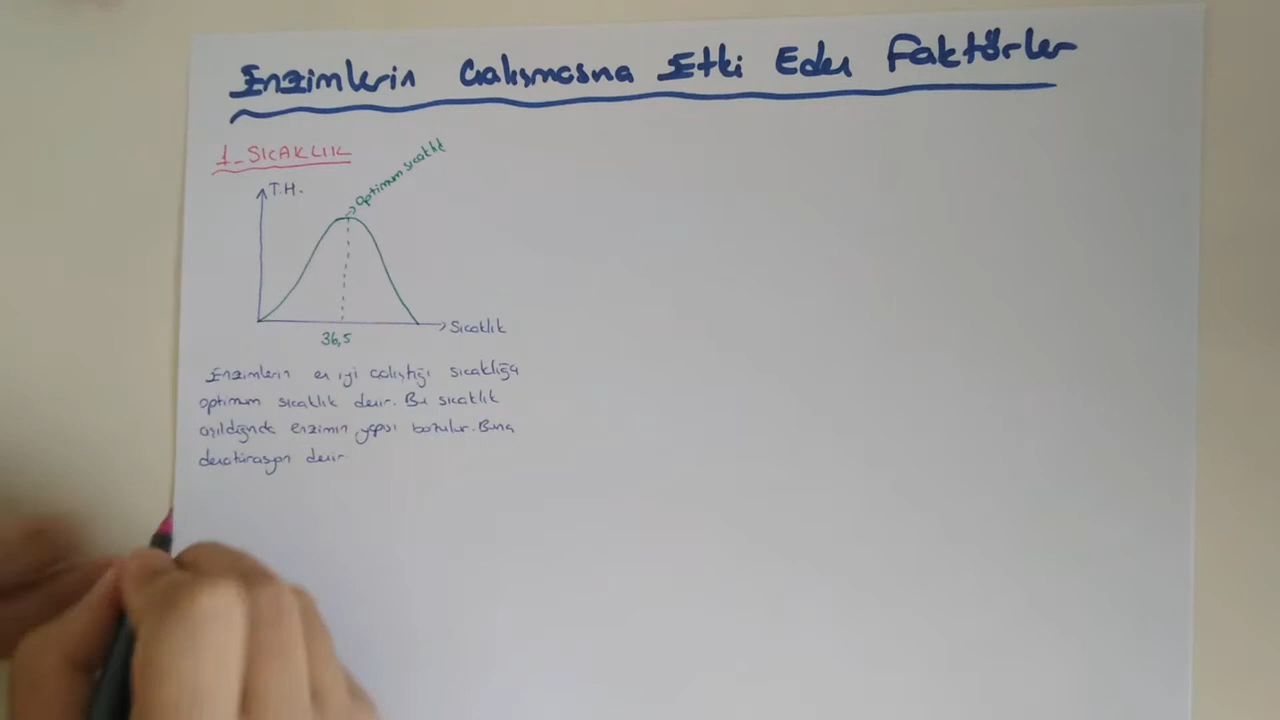 Enzimlerin Çalışmasına Etki Eden Faktörler
1- SICAKLIK
T.H.
Optimum sıcaklık
Sıcaklık
36,5
Enzimlerin en iyi çalıştığı sıcaklığa
optimum sıcaklık denir. Bu sıcaklık
aşıldığında enzimin yapısı bozulur. Buna
denatürasyon denir